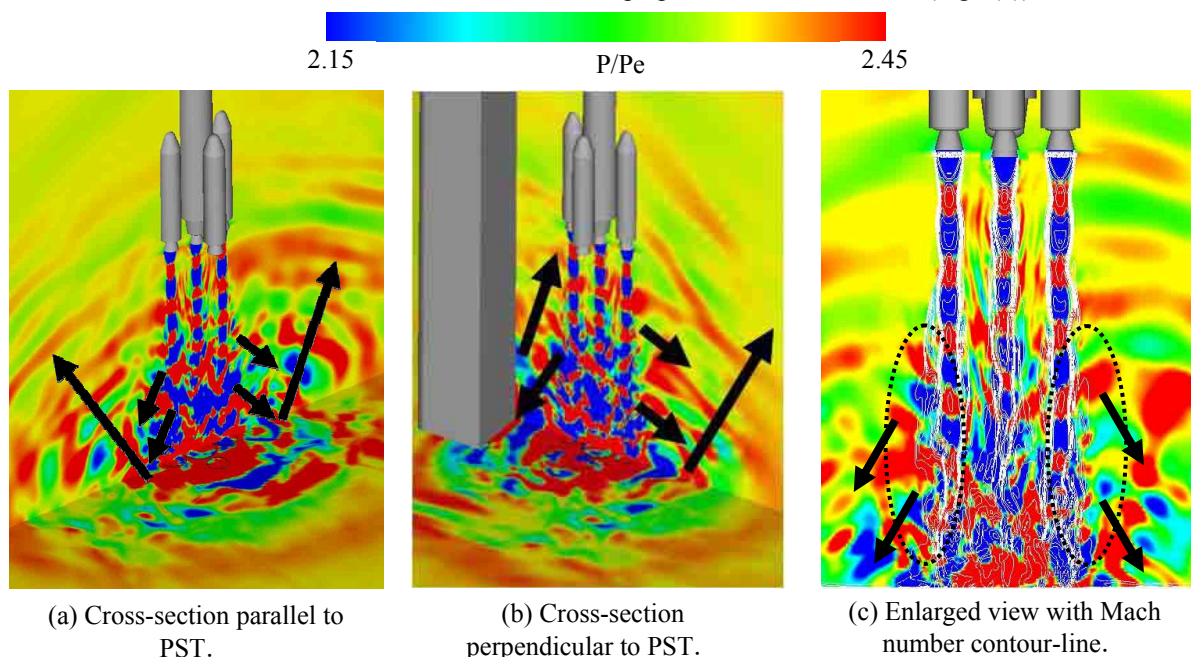 2.15
P/Pe
2.45
(a) Cross-section parallel to
PST.
(b) Cross-section
perpendicular to PST.
(c) Enlarged view with Mach
number contour-line.